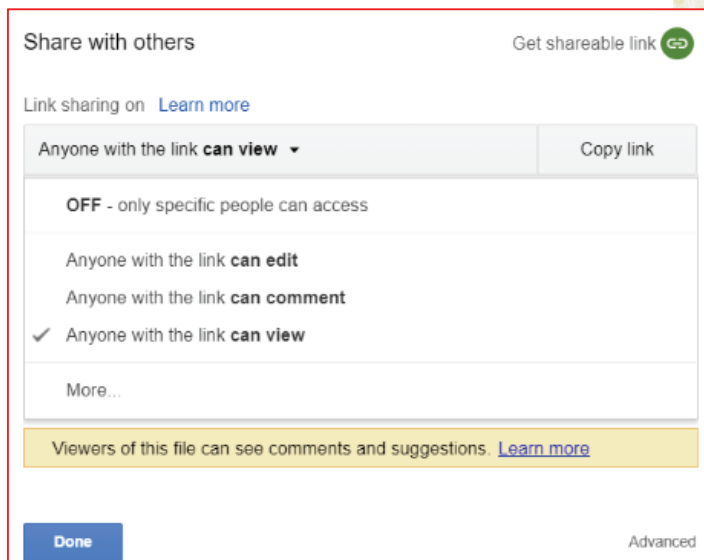 Share with others
Get shareable link
Link sharing on Learn more
Anyone with the link can view
Copy link
OFF - only specific people can access
Anyone with the link can edit
Anyone with the link can comment
Anyone with the link can view
More...
Viewers of this file can see comments and suggestions. Learn more
Done
Advanced